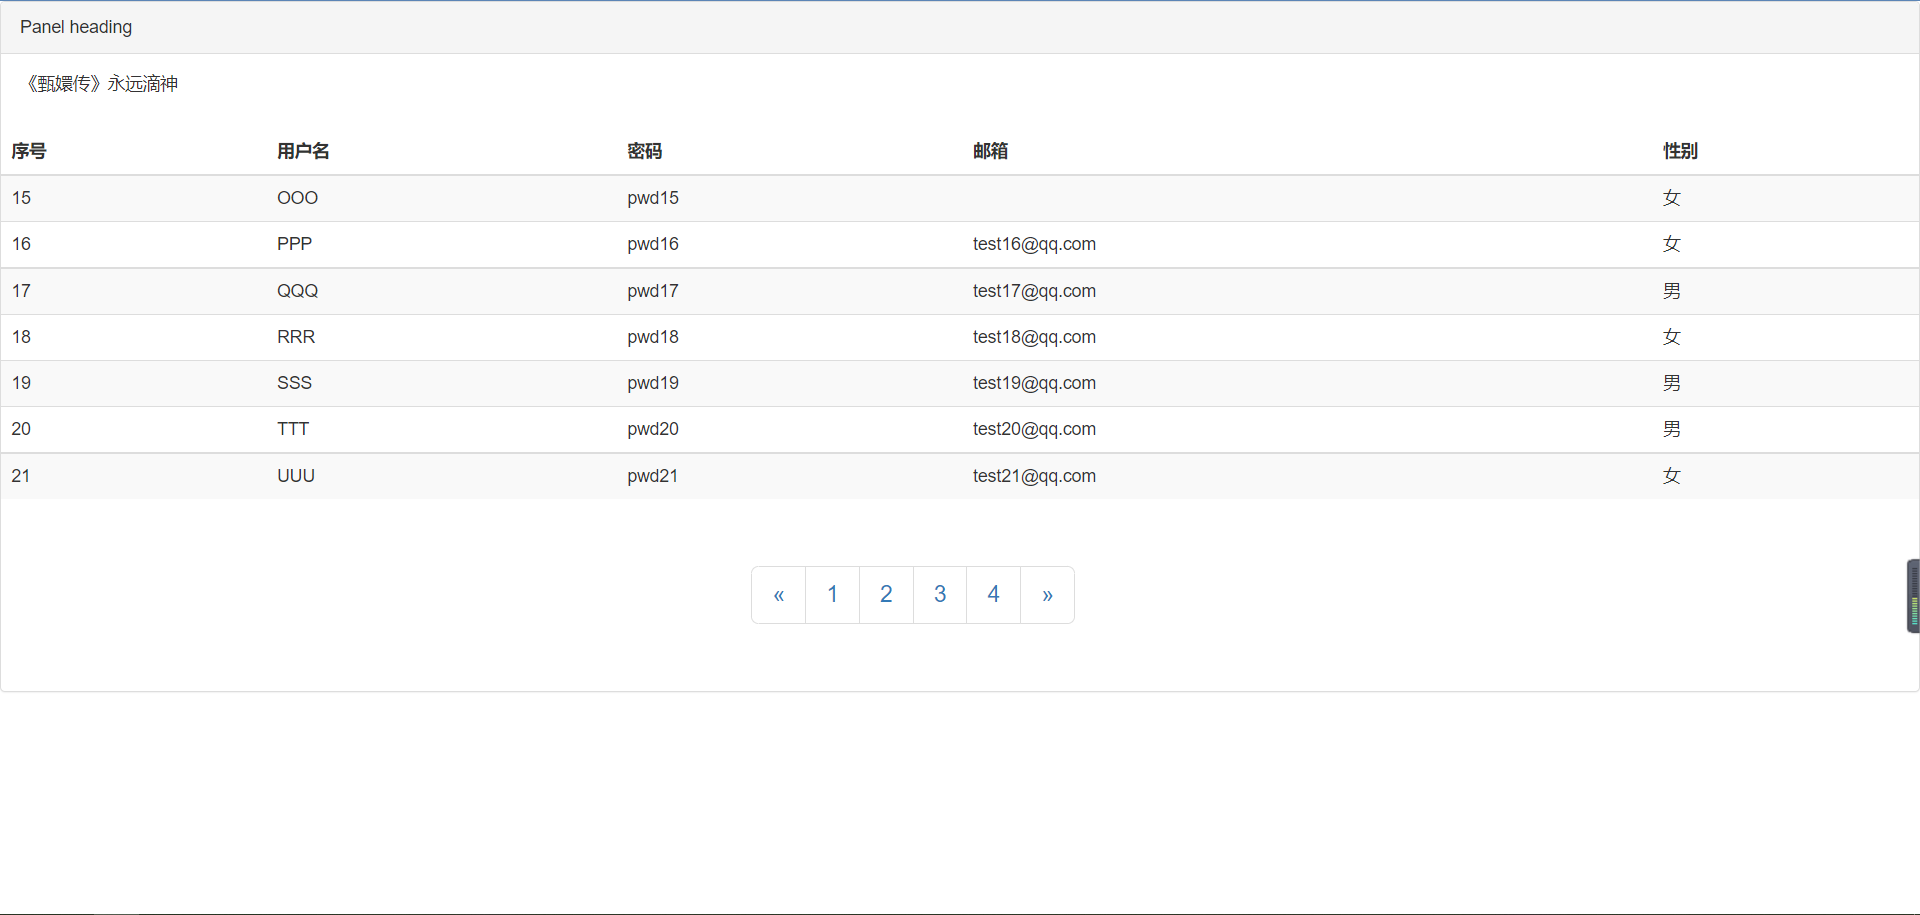 Panel heading
《甄嬛传》永远滴神
序号 用户名 密码 邮箱 性别
15 OOO pwd15 女
16 PPP pwd16 test16@qq.com 女
17 QQQ pwd17 test17@qq.com 男
18 RRR pwd18 test18@qq.com 女
19 SSS pwd19 test19@qq.com 男
20 TTT pwd20 test20@qq.com 男
21 UUU pwd21 test21@qq.com 女
« 1 2 3 4 »